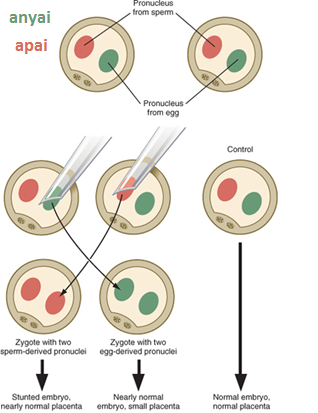 anyai
apai
Pronucleus
from sperm
Pronucleus
from egg
Control
Zygote with two
sperm-derived pronuclei
Zygote with two
egg-derived pronuclei
Stunted embryo,
nearly normal placenta
Nearly normal
embryo, small placenta
Normal embryo,
normal placenta